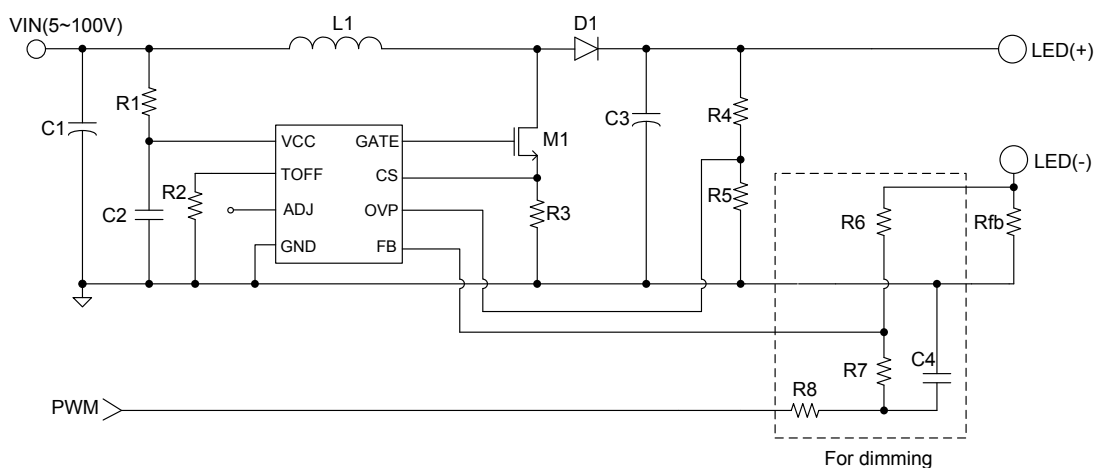 VIN(5~100V)
L1
D1
LED(+)
R1
C1
C3
R4
VCC
GATE
M1
LED(-)
TOFF
CS
R2
R5
C2
ADJ
OVP
R3
R6
Rfb
GND
FB
R7
C4
R8
PWM
For dimming